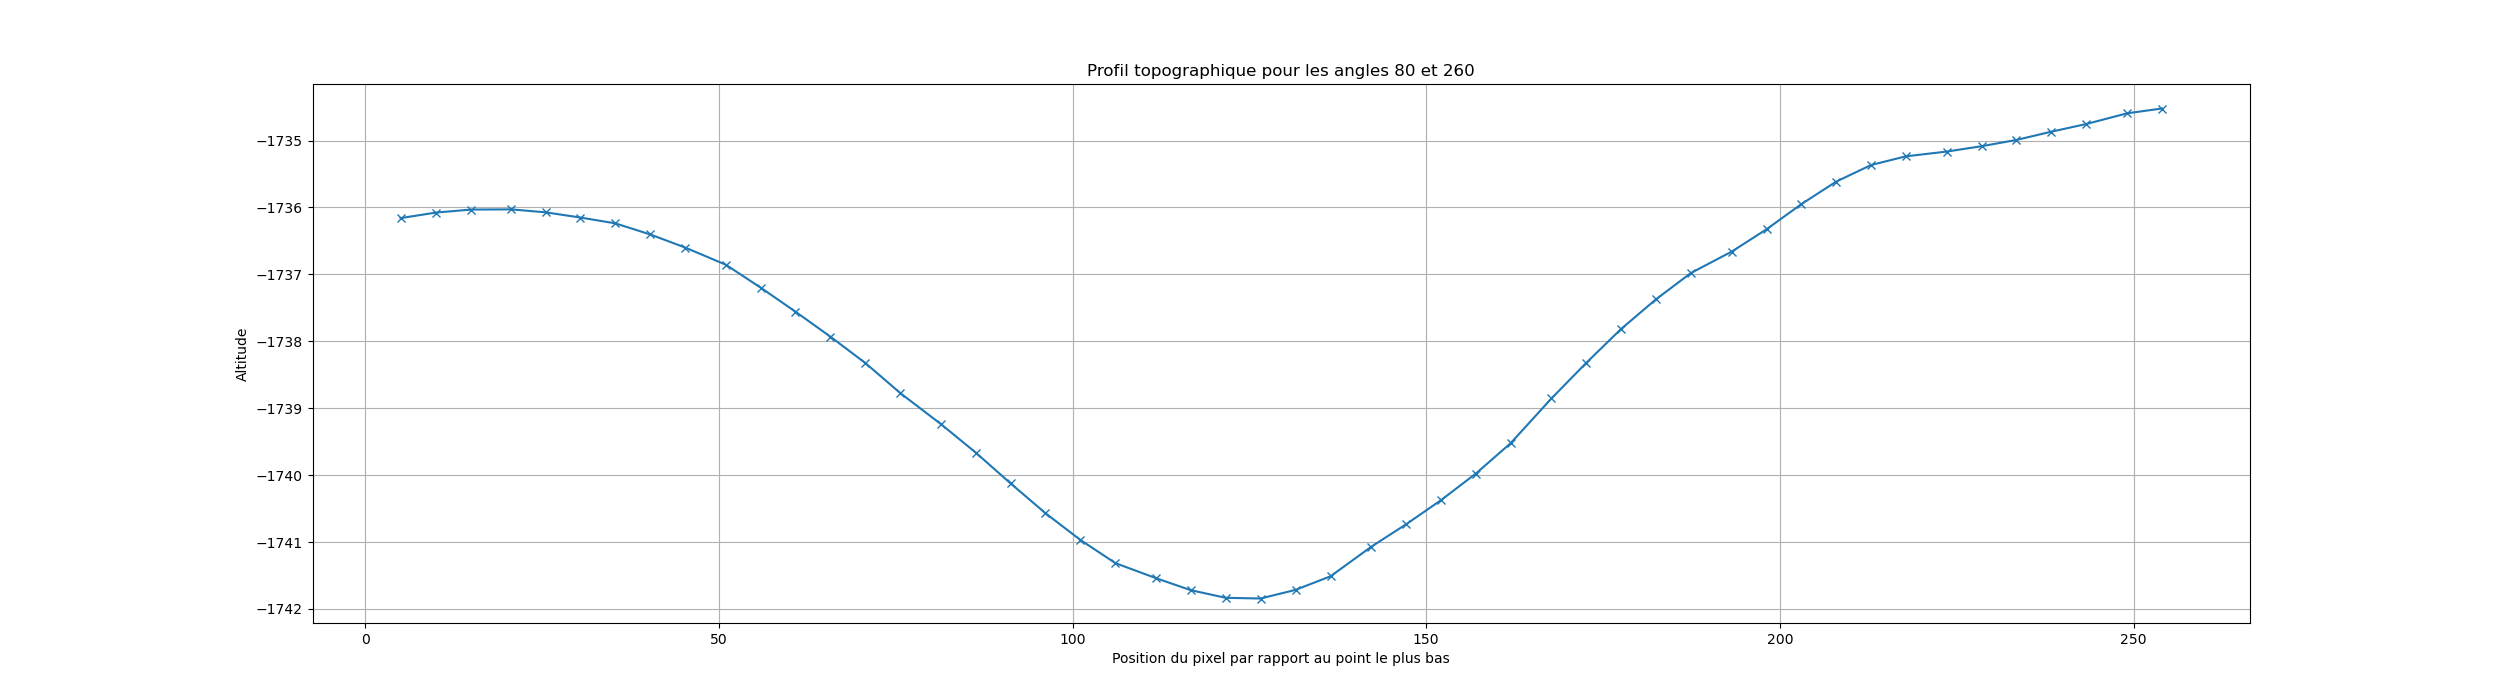 Profil topographique pour les angles 80 et 260
Altitude
−1735
−1736
−1737
−1738
−1739
−1740
−1741
−1742
0 50 100 150 200 250
Position du pixel par rapport au point le plus bas